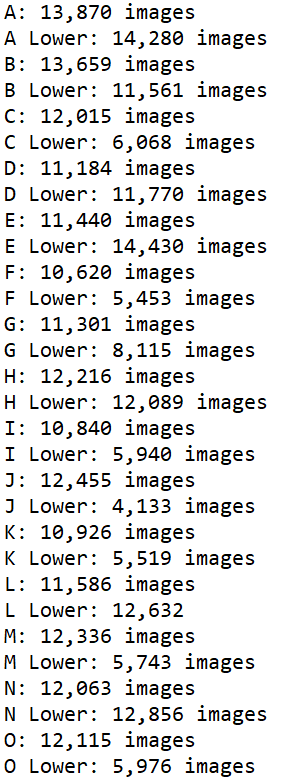 A: 13,870 images
A Lower: 14,280 images
B: 13,659 images
B Lower: 11,561 images
C: 12,015 images
C Lower: 6,068 images
D: 11,184 images
D Lower: 11,770 images
E: 11,440 images
E Lower: 14,430 images
F: 10,620 images
F Lower: 5,453 images
G: 11,301 images
G Lower: 8,115 images
H: 12,216 images
H Lower: 12,089 images
I: 10,840 images
I Lower: 5,940 images
J: 12,455 images
J Lower: 4,133 images
K: 10,926 images
K Lower: 5,519 images
L: 11,586 images
L Lower: 12,632
M: 12,336 images
M Lower: 5,743 images
N: 12,063 images
N Lower: 12,856 images
O: 12,115 images
O Lower: 5,976 images